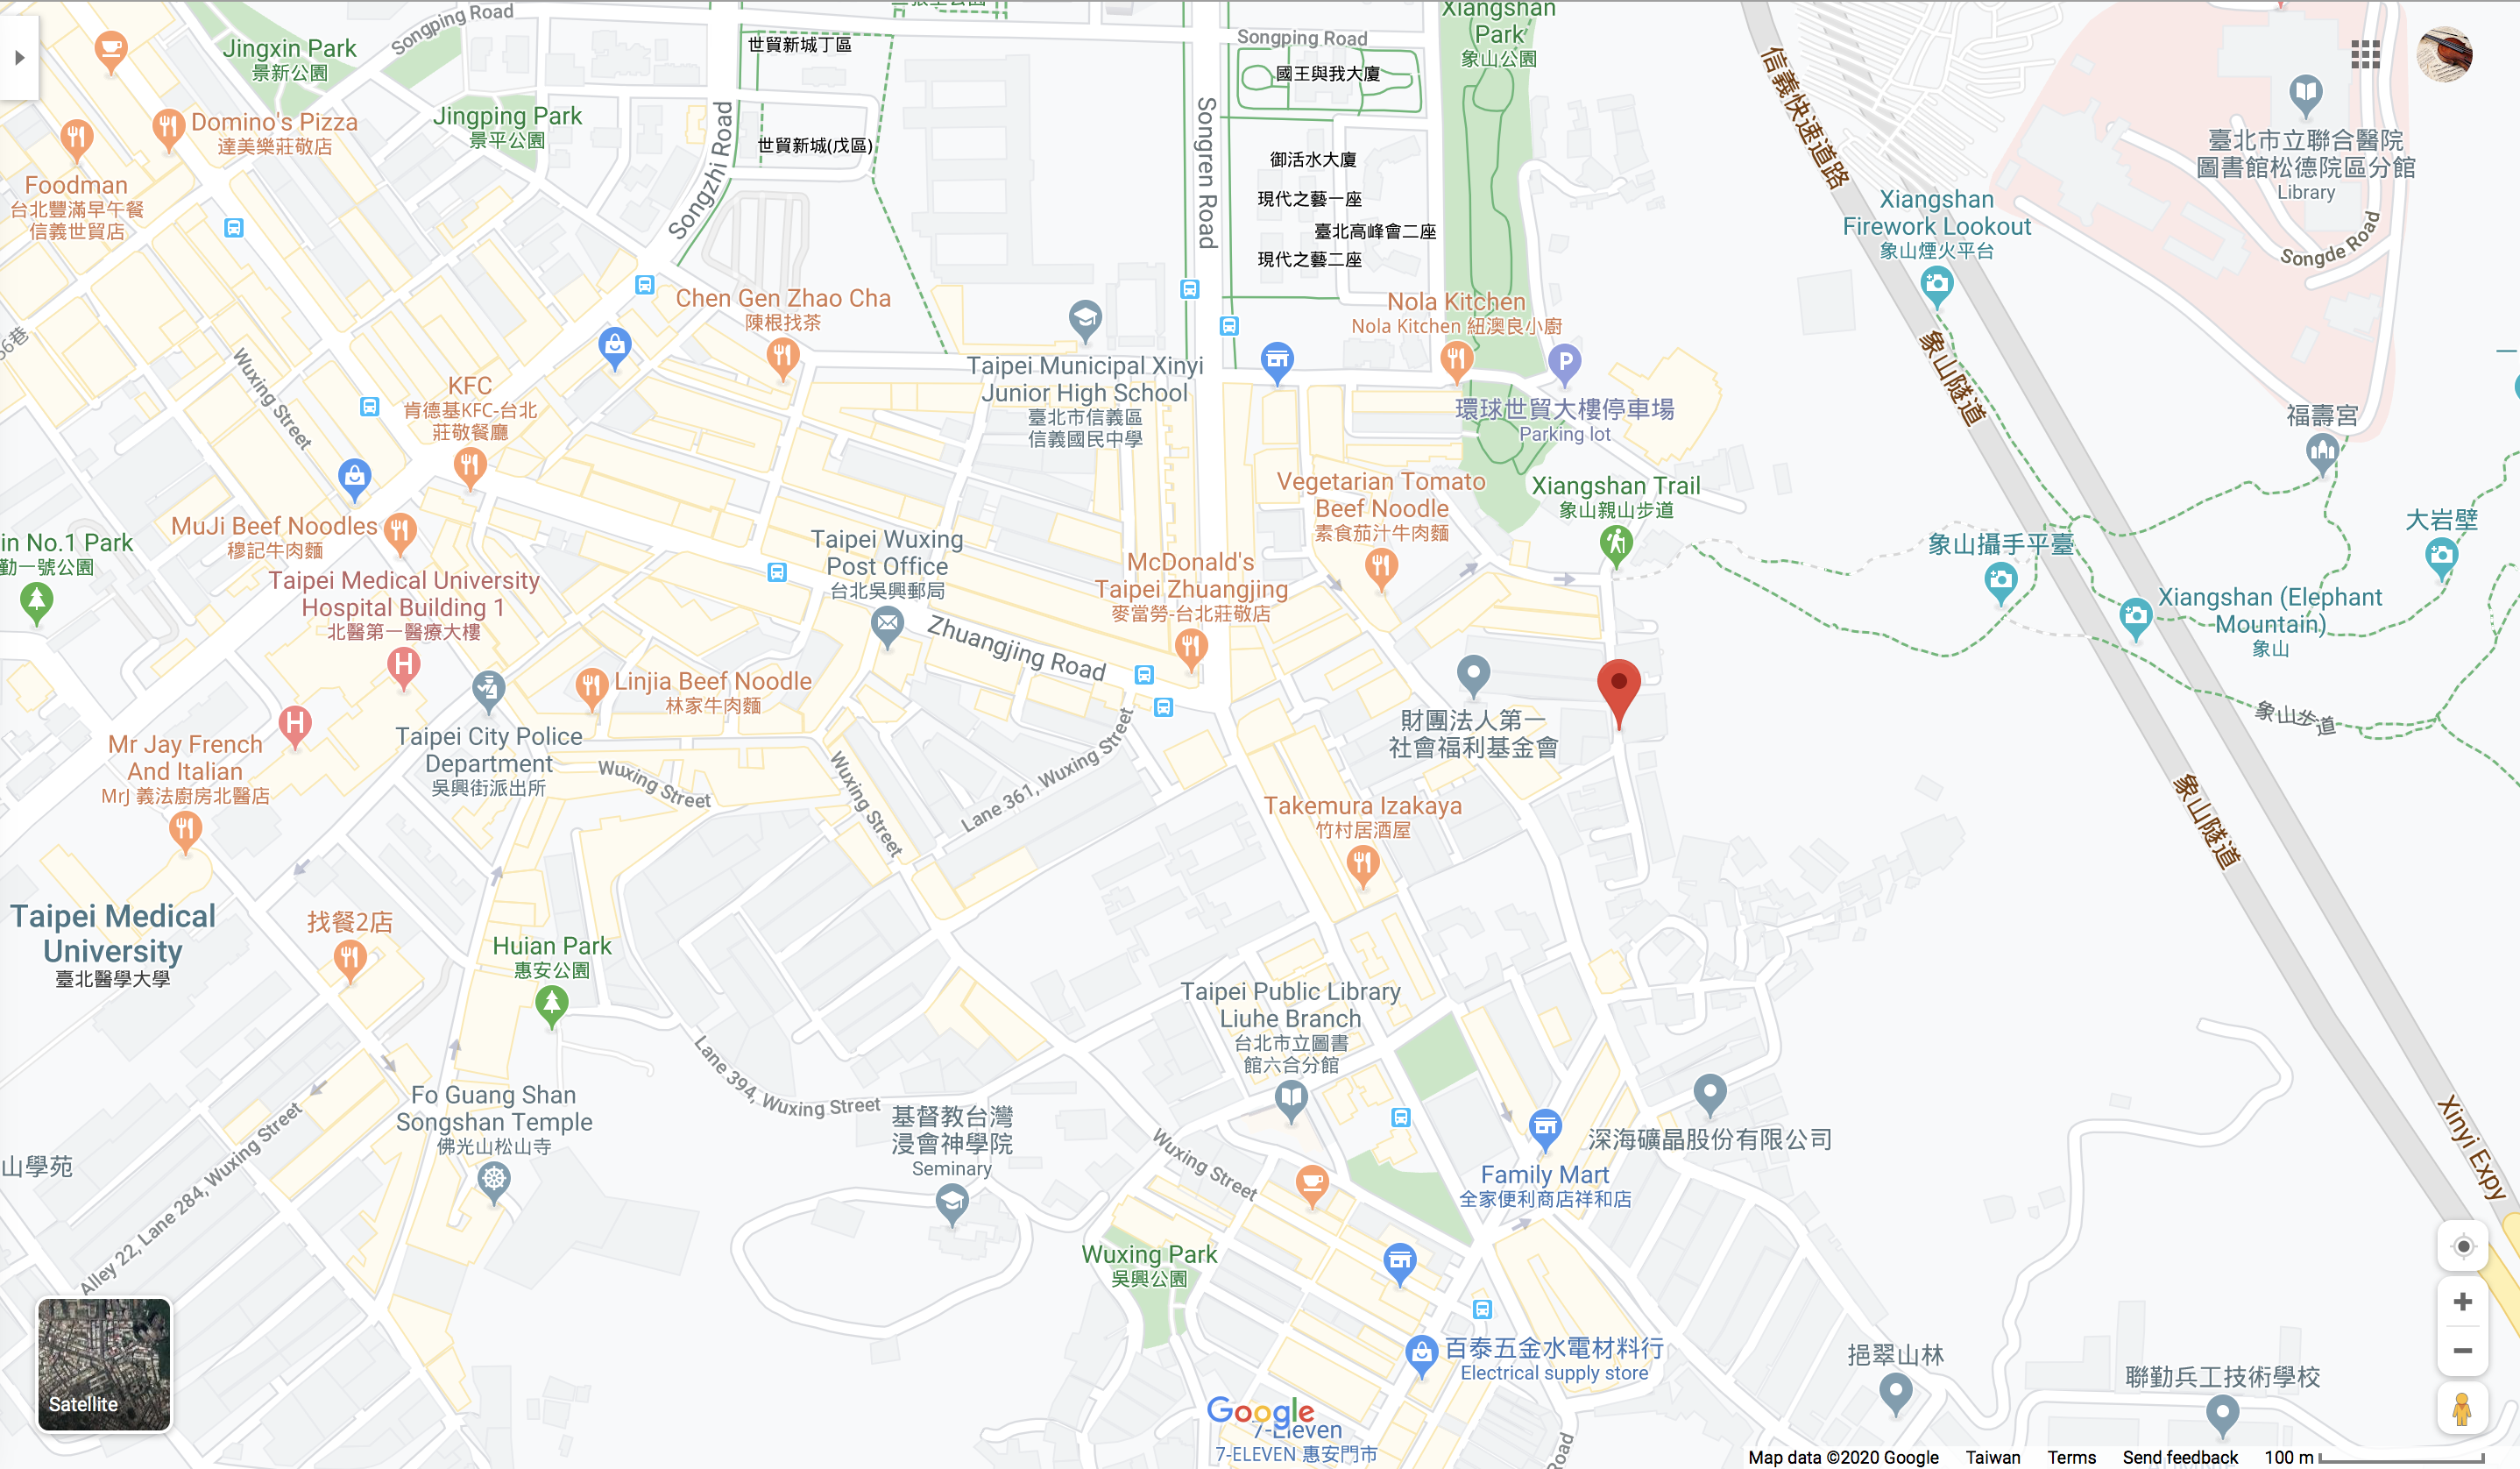 Songping Road
Jingxin Park
景新公園
世貿新城丁區
Songping Road
國王與我大廈
Xiangshan
Park
象山公園
信義快速道路
臺北市立聯合醫院
圖書館松德院區分館
Library
Songde Road
Domino's Pizza
達美樂莊敬店
Jingping Park
景平公園
世貿新城(戊區)
Songzhi Road
Songren Road
御活水大廈
現代之藝一座
臺北高峰會二座
現代之藝二座
Foodman
台北豐滿早午餐
信義世貿店
Xiangshan
Firework Lookout
象山煙火平台
Chen Gen Zhao Cha
陳根找茶
Nola Kitchen
Nola Kitchen 紐澳良小廚
象山隧道
Wuxing Street
KFC
肯德基KFC-台北
莊敬餐廳
Taipei Municipal Xinyi
Junior High School
臺北市信義區
信義國民中學
環球世貿大樓停車場
Parking lot
福壽宮
Vegetarian Tomato
Beef Noodle
素食茄汁牛肉麵
Xiangshan Trail
象山親山步道
MuJi Beef Noodles
穆記牛肉麵
in No.1 Park
勤一號公園
Taipei Wuxing
Post Office
台北吳興郵局
McDonald's
Taipei Zhuangjing
麥當勞-台北莊敬店
象山攝手平臺
大岩壁
Taipei Medical University
Hospital Building 1
北醫第一醫療大樓
Xiangshan (Elephant
Mountain)
象山
Zhuangjing Road
Linjia Beef Noodle
林家牛肉麵
財團法人第一
社會福利基金會
象山步道
Taipei City Police
Department
吳興街派出所
Mr Jay French
And Italian
MrJ 義法廚房北醫店
Wuxing Street
Wuxing Street
Lane 361, Wuxing Street
Takemura Izakaya
竹村居酒屋
象山隧道
Taipei Medical
University
臺北醫學大學
找餐2店
Huian Park
惠安公園
Taipei Public Library
Liuhe Branch
台北市立圖書
館六合分館
Lane 394, Wuxing Street
Fo Guang Shan
Songshan Temple
佛光山松山寺
基督教台灣
浸會神學院
Seminary
Wuxing Street
深海礦晶股份有限公司
Family Mart
全家便利商店祥和店
Xinyi Expy
山學苑
Alley 22, Lane 284, Wuxing Street
Wuxing Park
吳興公園
百泰五金水電材料行
Electrical supply store
挹翠山林
聯勤兵工技術學校
Satellite
Google
7-Eleven
7-ELEVEN 惠安門市
Road
Map data ©2020 Google Taiwan Terms Send feedback 100 m